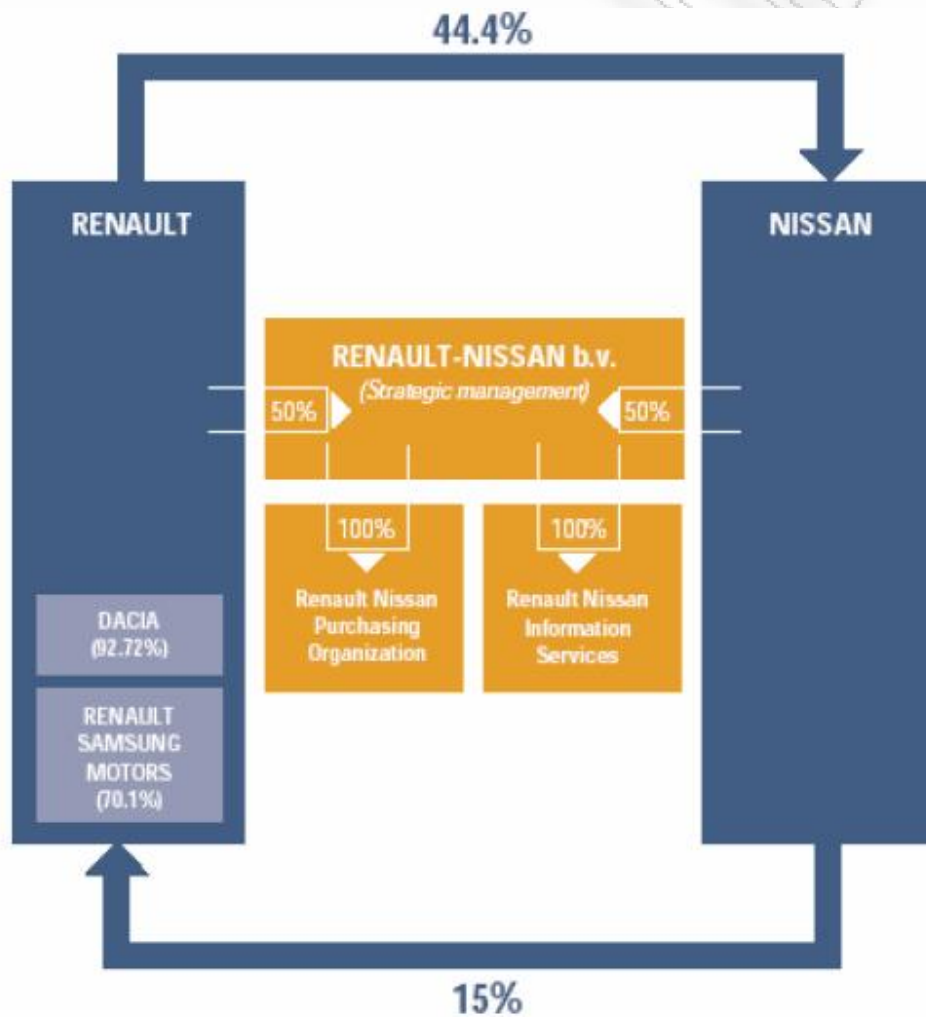 44.4%
RENAULT
NISSAN
RENAULT-NISSAN b.v.
(Strategic management)
50%
50%
100%
100%
Renault Nissan
Purchasing
Organization
Renault Nissan
Information
Services
DACIA
(92.72%)
RENAULT
SAMSUNG
MOTORS
(70.1%)
15%